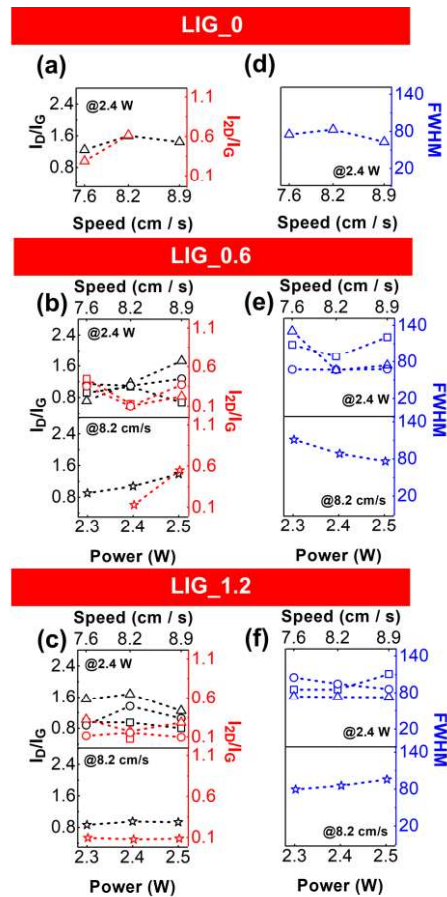 LIG_0
(a)
(d)
@2.4 W
2.4
1.6
0.8
I_D/I_G
1.1
0.6
0.1
I_2D/I_G
7.6 8.2 8.9
Speed (cm / s)
@2.4 W
140
80
20
FWHM
7.6 8.2 8.9
Speed (cm / s)
LIG_0.6
Speed (cm / s)
Speed (cm / s)
(b)
7.6 8.2 8.9
(e)
7.6 8.2 8.9
@2.4 W
2.4
1.6
0.8
I_D/I_G
1.1
0.6
0.1
I_2D/I_G
@8.2 cm/s
2.4
1.6
0.8
1.1
0.6
0.1
2.3 2.4 2.5
Power (W)
@2.4 W
140
80
20
FWHM
140
80
20
@8.2 cm/s
2.3 2.4 2.5
Power (W)
LIG_1.2
Speed (cm / s)
Speed (cm / s)
(c)
7.6 8.2 8.9
(f)
7.6 8.2 8.9
@2.4 W
2.4
1.6
0.8
I_D/I_G
1.1
0.6
0.1
I_2D/I_G
@8.2 cm/s
2.4
1.6
0.8
1.1
0.6
0.1
2.3 2.4 2.5
Power (W)
@2.4 W
140
80
20
FWHM
140
80
20
@8.2 cm/s
2.3 2.4 2.5
Power (W)